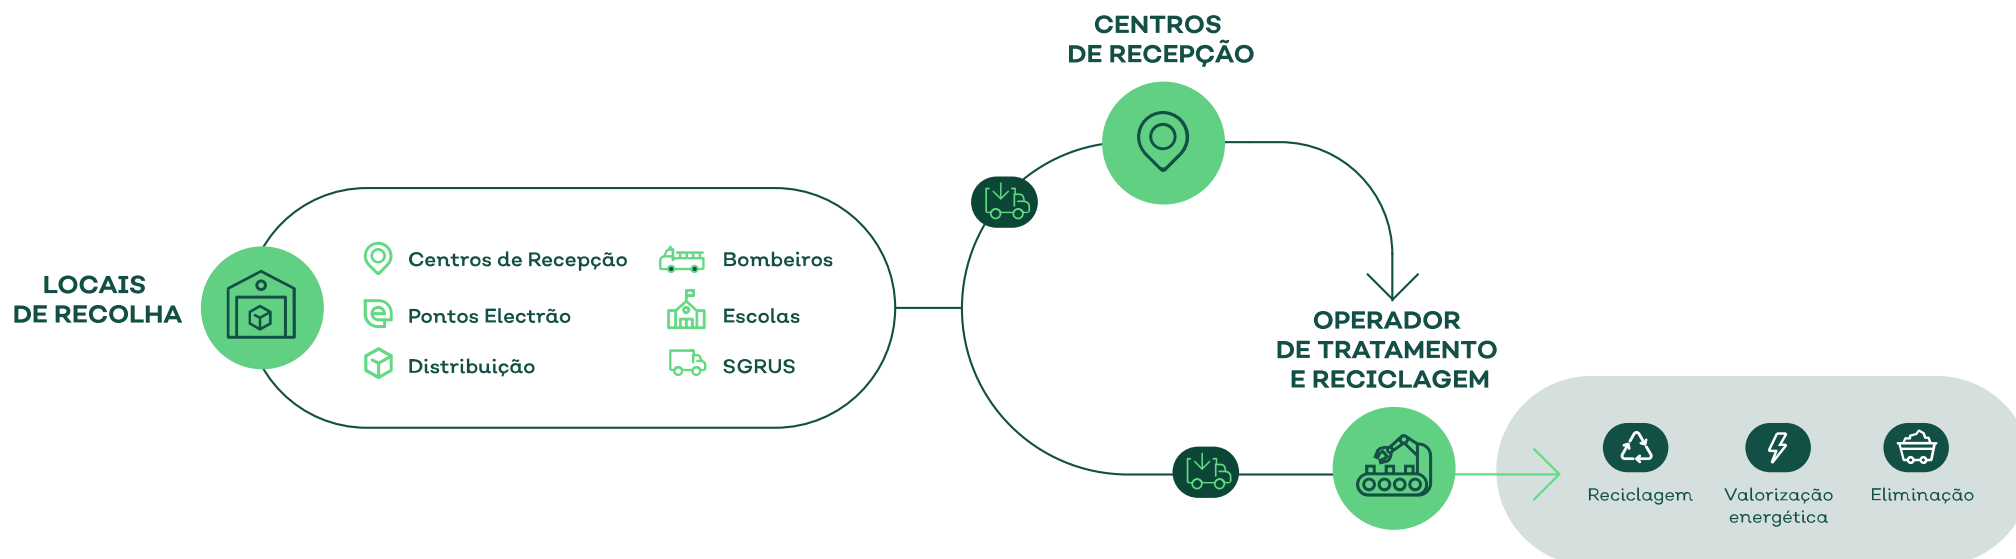 LOCAIS
DE RECOLHA
Centros de Recepção
Pontos Electrão
Distribuição
Bombeiros
Escolas
SGRUS
CENTROS
DE RECEPÇÃO
OPERADOR
DE TRATAMENTO
E RECICLAGEM
Reciclagem
Valorização
energética
Eliminação